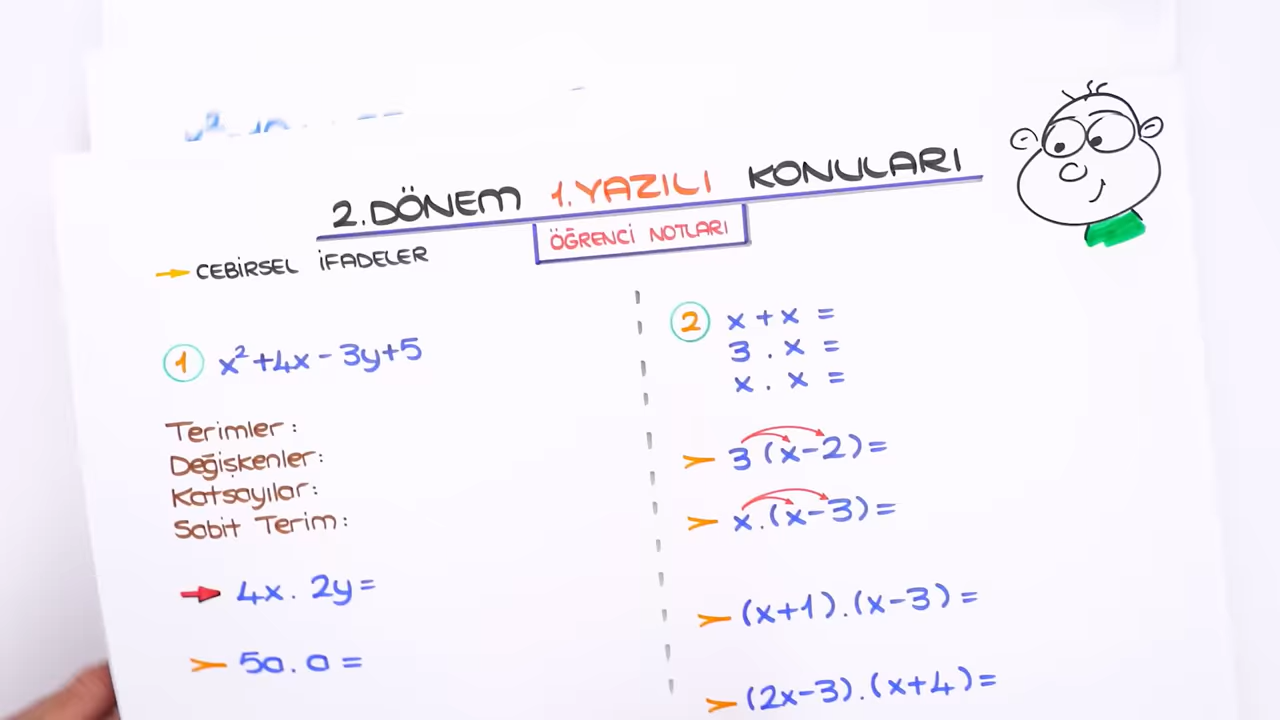 2.DÖNEM 1.YAZILI KONULARI
ÖĞRENCİ NOTLARI
→ CEBİRSEL İFADELER
1 x²+4x-3y+5
Terimler:
Değişkenler:
Katsayılar:
Sabit Terim:
→ 4x. 2y=
➢ 5a. a =
2 x+x =
3 . x =
x . x =
➢ 3(x-2)=
➢ x.(x-3)=
➢ (x+1).(x-3)=
➢ (2x-3).(x+4)=